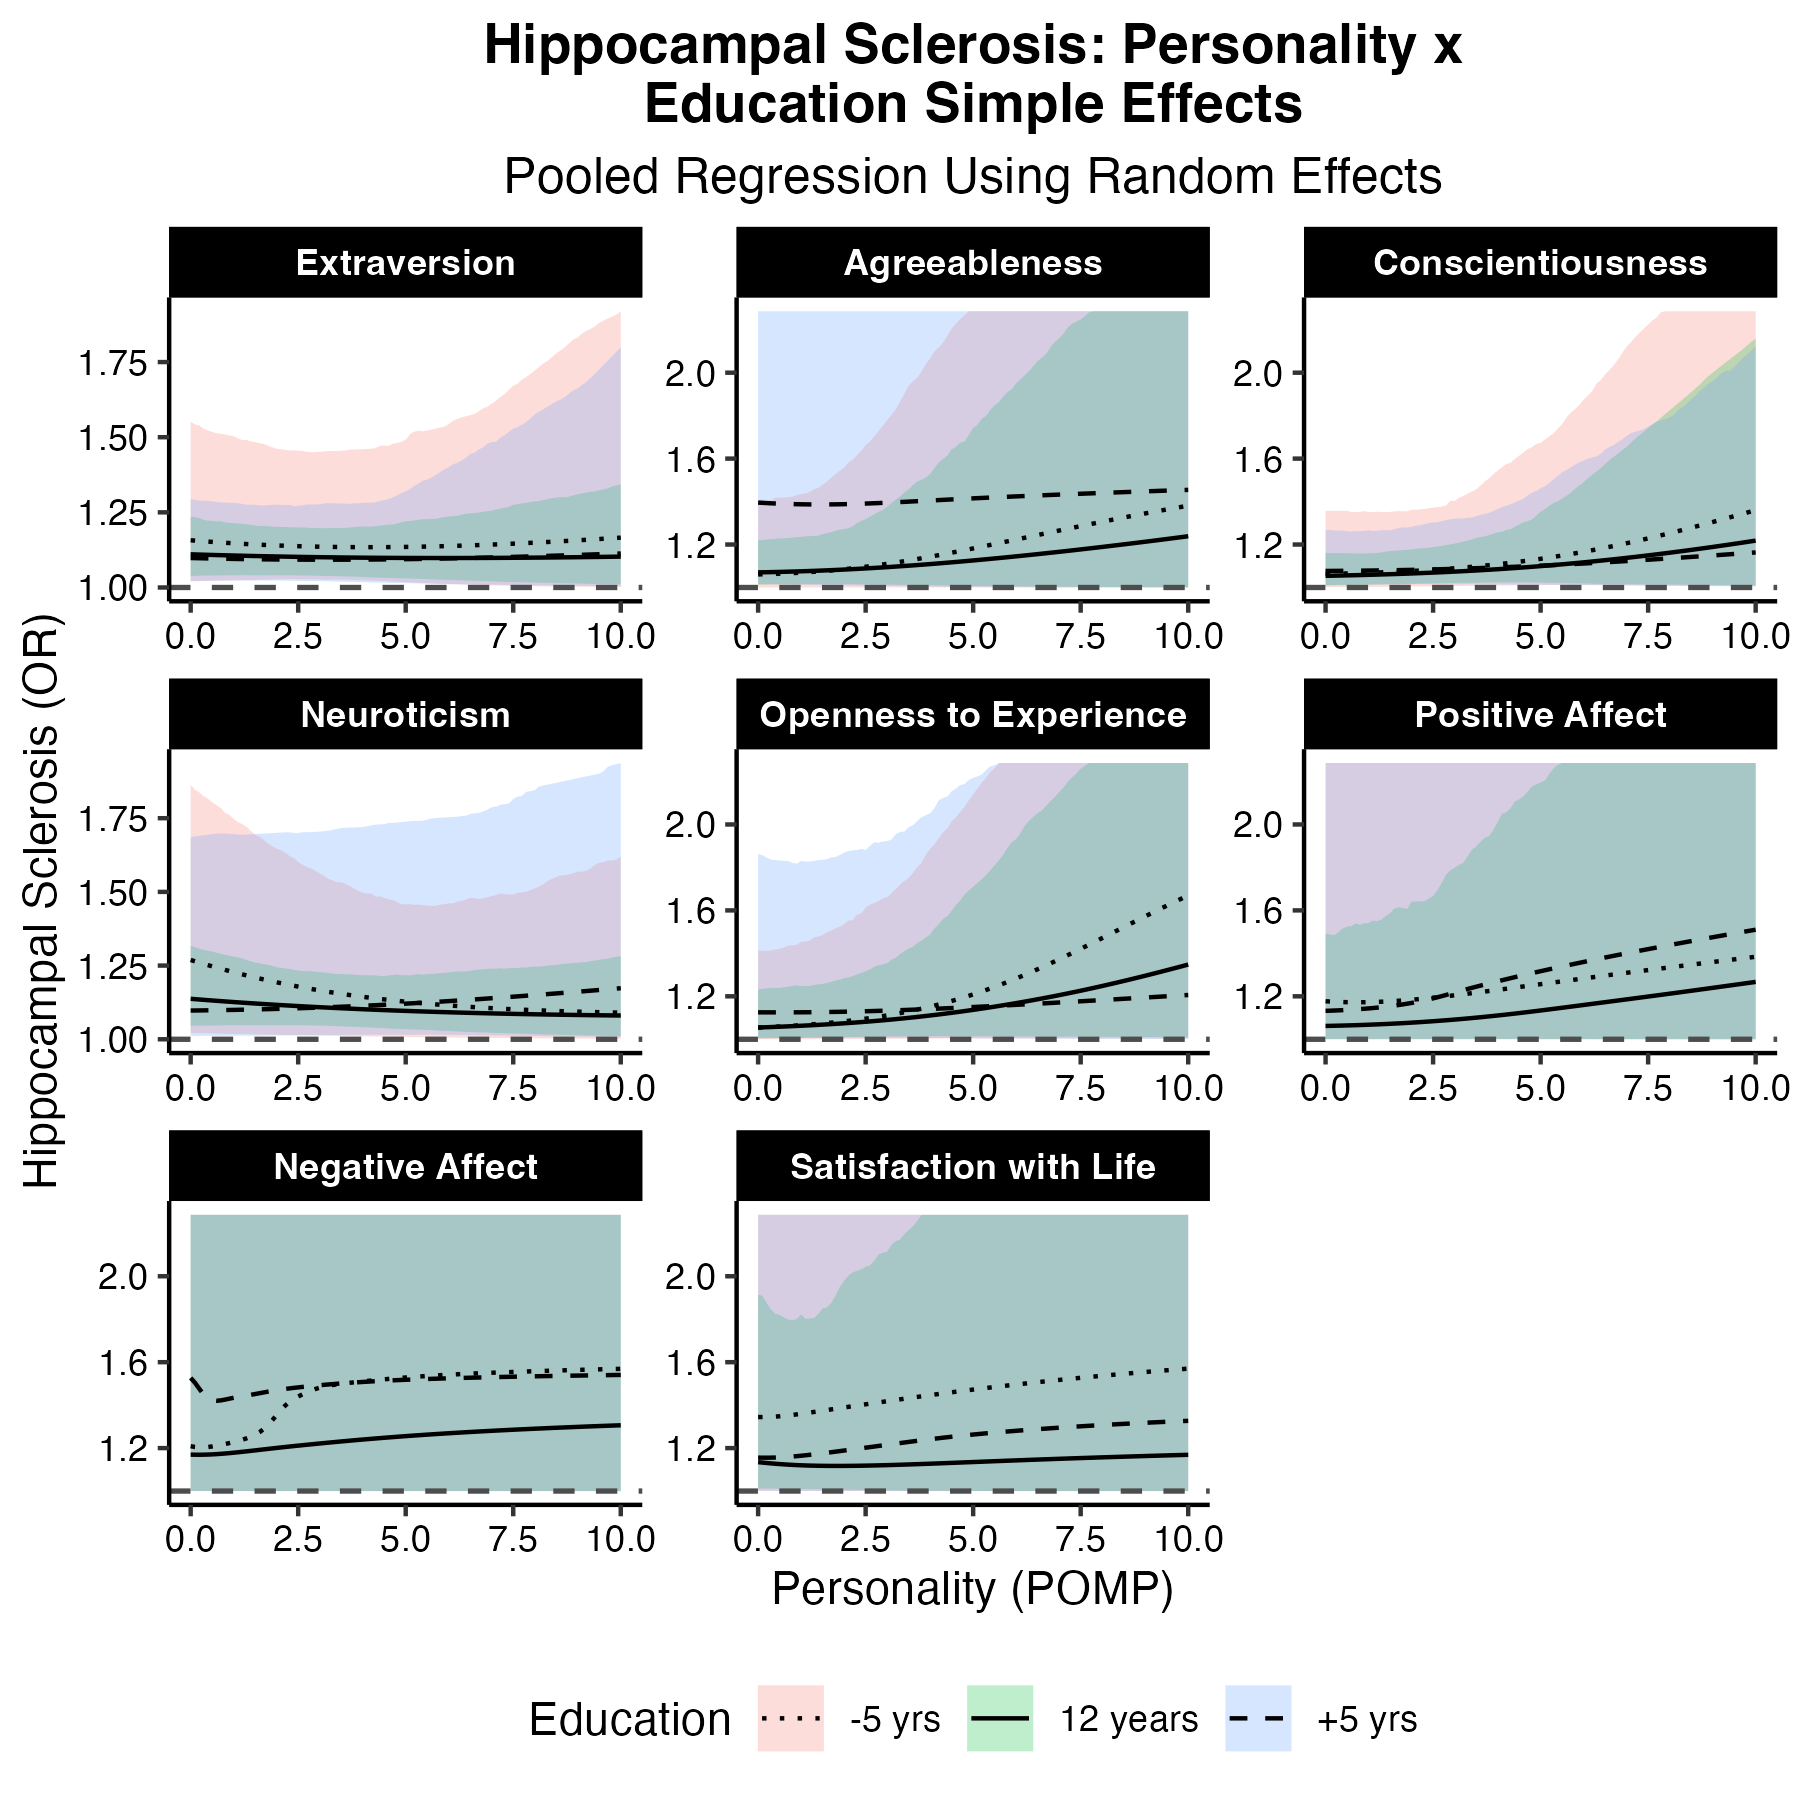 Hippocampal Sclerosis: Personality x
Education Simple Effects
Pooled Regression Using Random Effects
Extraversion
Agreeableness
Conscientiousness
1.75
1.50
1.25
1.00
2.0
1.6
1.2
2.0
1.6
1.2
0.0 2.5 5.0 7.5 10.0
0.0 2.5 5.0 7.5 10.0
0.0 2.5 5.0 7.5 10.0
Hippocampal Sclerosis (OR)
Neuroticism
Openness to Experience
Positive Affect
1.75
1.50
1.25
1.00
2.0
1.6
1.2
2.0
1.6
1.2
0.0 2.5 5.0 7.5 10.0
0.0 2.5 5.0 7.5 10.0
0.0 2.5 5.0 7.5 10.0
Negative Affect
Satisfaction with Life
2.0
1.6
1.2
2.0
1.6
1.2
0.0 2.5 5.0 7.5 10.0
0.0 2.5 5.0 7.5 10.0
Personality (POMP)
Education -5 yrs 12 years +5 yrs